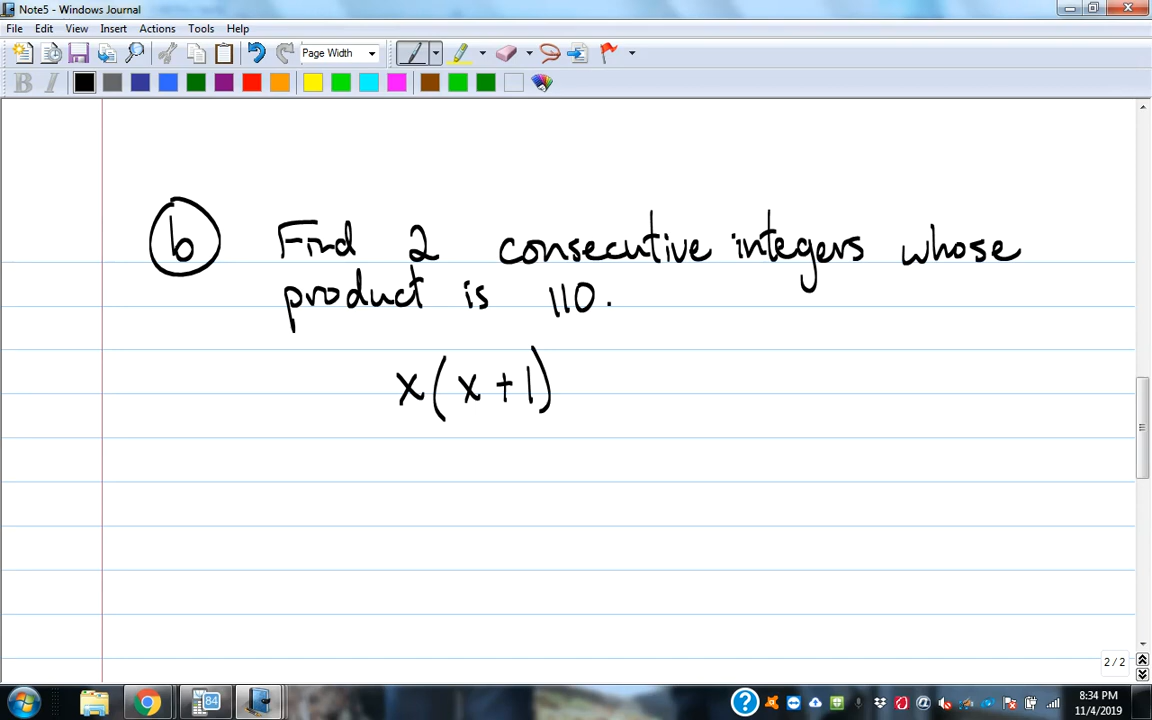 Note5 - Windows Journal
File Edit View Insert Actions Tools Help
Page Width
B I
b Find 2 consecutive integers whose
product is 110.
x(x+1)
2 / 2
84
8:34 PM
11/4/2019